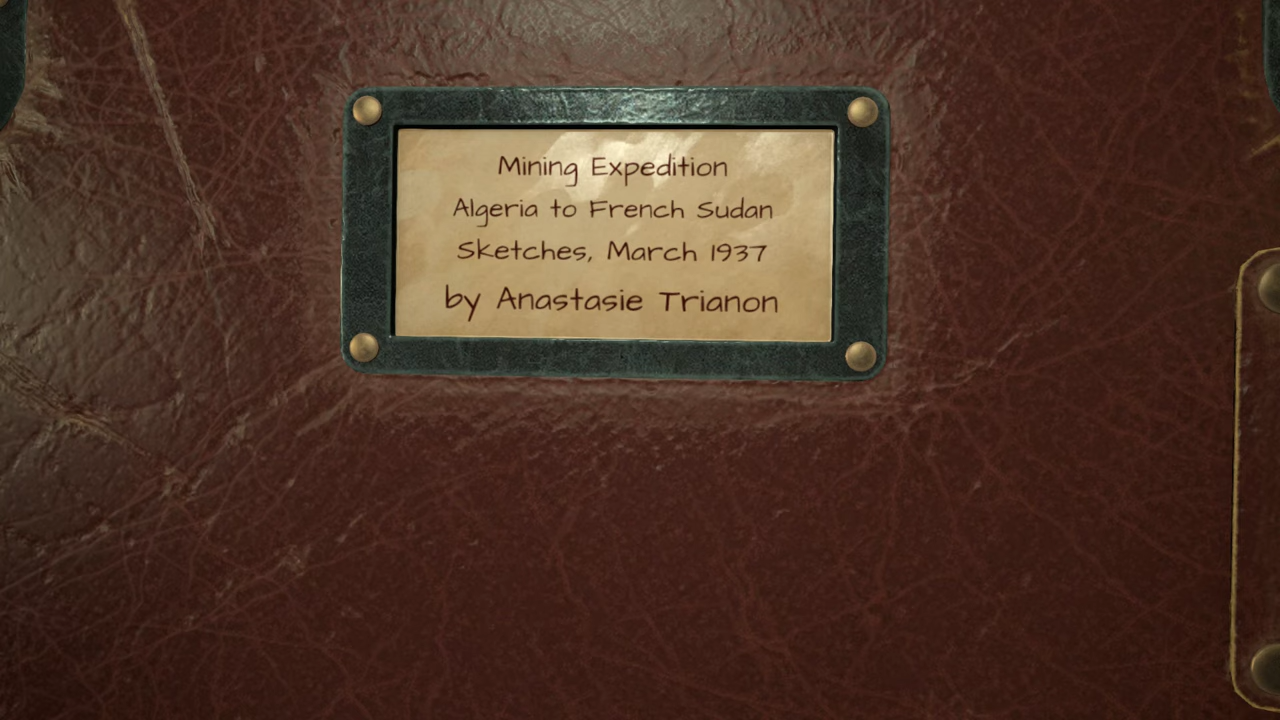 Mining Expedition
Algeria to French Sudan
Sketches, March 1937
by Anastasie Trianon